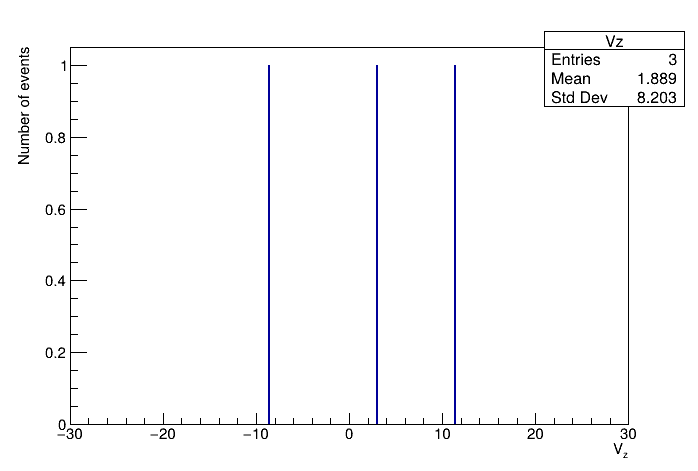 Vz
Entries 3
Mean 1.889
Std Dev 8.203
Number of events
1
0.8
0.6
0.4
0.2
0
−30 −20 −10 0 10 20 30
Vz